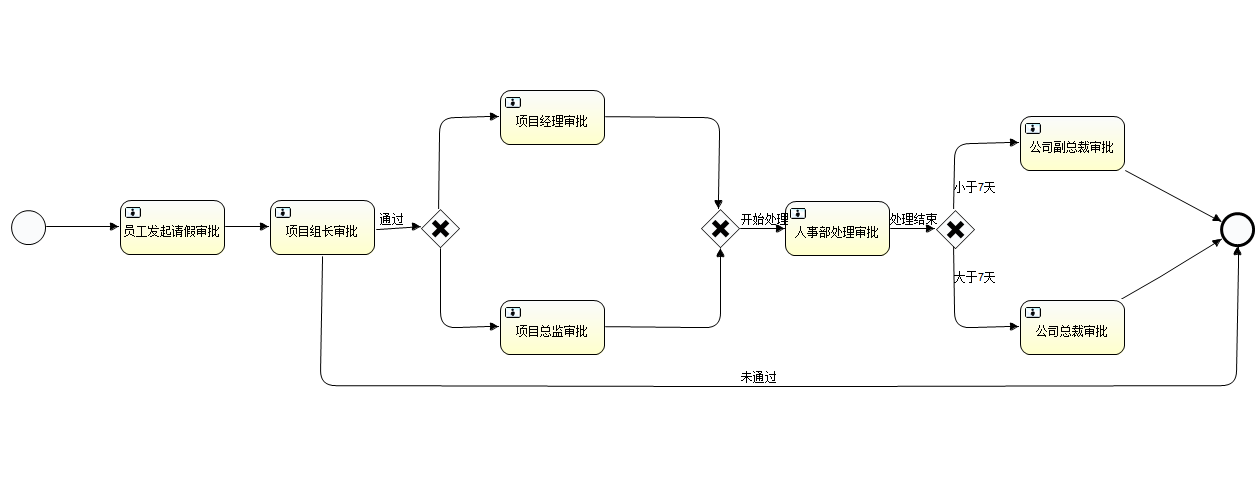 员工发起请假审批
项目组长审批
通过
项目经理审批
项目总监审批
开始处理
人事部处理审批
处理结束
小于7天
大于7天
公司副总裁审批
公司总裁审批
未通过